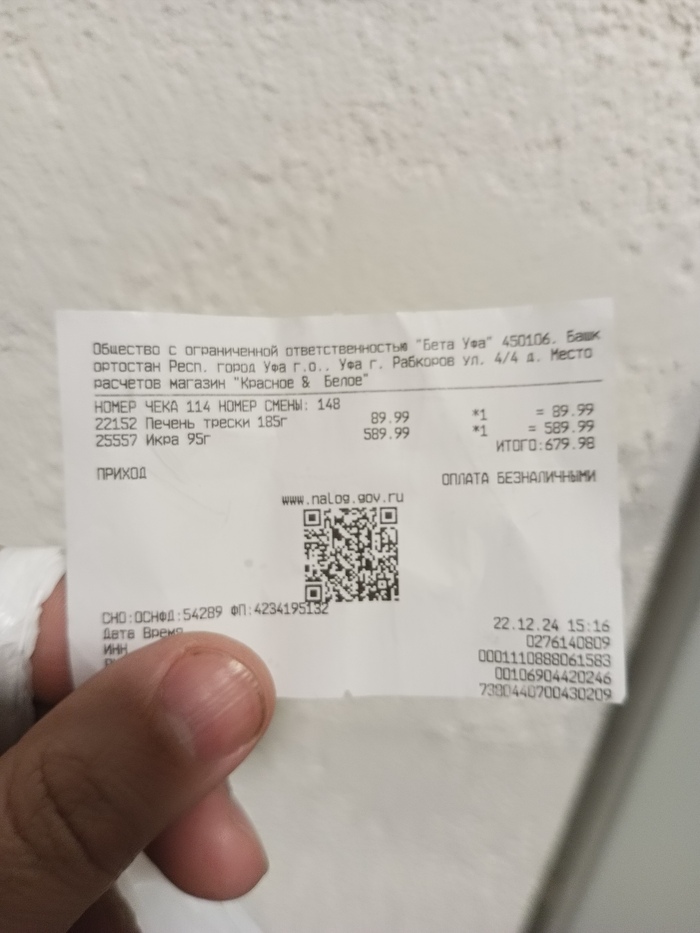 Общество с ограниченной ответственностью "Бета Уфа" 450106. Башк
ортостан Респ. город Уфа г.о.. Уфа г. Рабкоров ул. 4/4 д. Место
расчетов магазин "Красное & Белое"
НОМЕР ЧЕКА 114 НОМЕР СМЕНЫ: 148
22152 Печень трески 185г 89.99 *1 = 89.99
25557 Икра 95г 589.99 *1 = 589.99
ИТОГО:679.98
ПРИХОД ОПЛАТА БЕЗНАЛИЧНЫМИ
www.nalog.gov.ru
СНО:ОСНФД:54289 ФП:4234195132
Дата Время 22.12.24 15:16
ИНН 0276140809
0001110888061583
00106904420246
7380440700430209